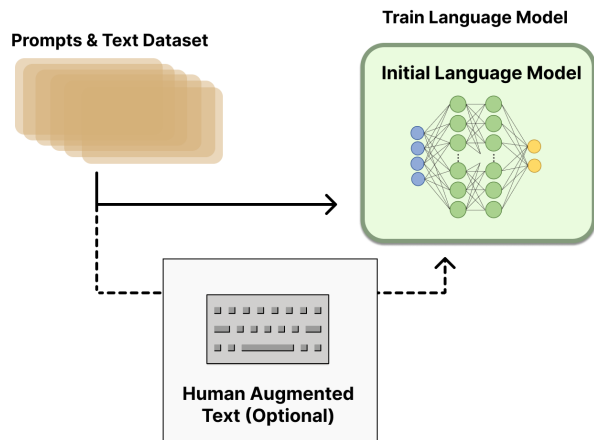 Train Language Model
Prompts & Text Dataset
Initial Language Model
Human Augmented
Text (Optional)